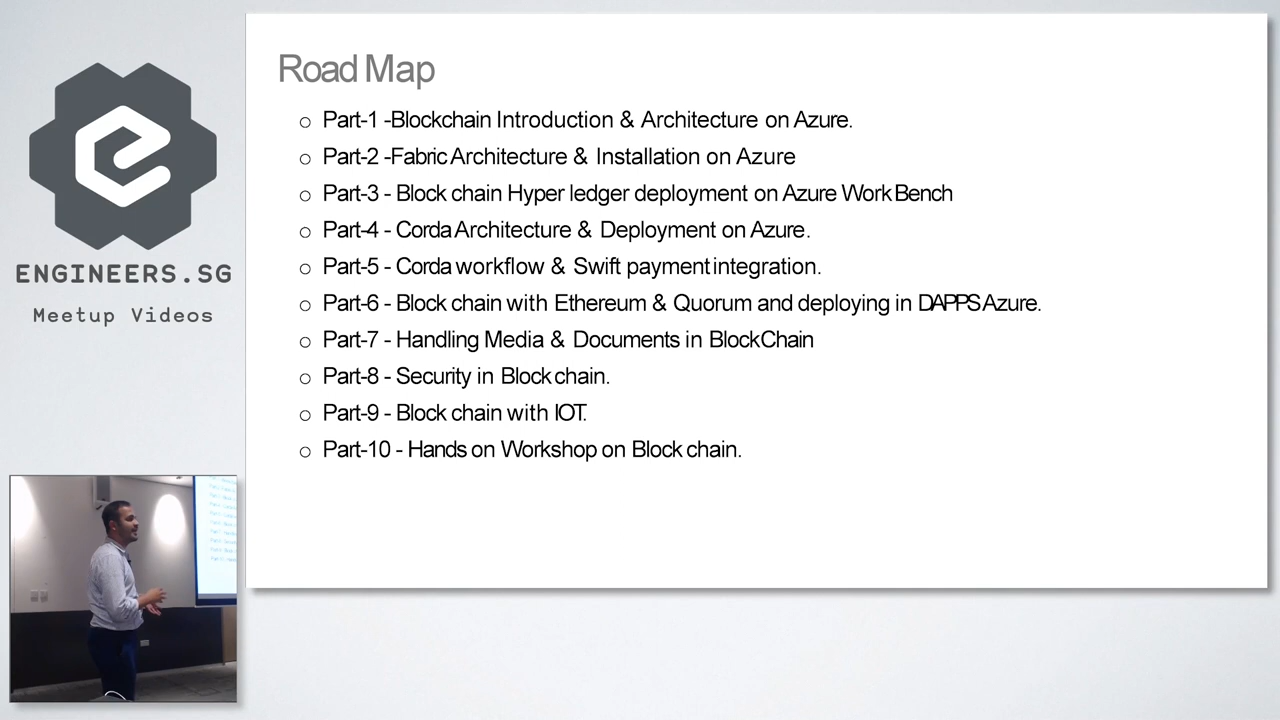 Road Map
Part-1 -Blockchain Introduction & Architecture on Azure.
Part-2 -Fabric Architecture & Installation on Azure
Part-3 - Block chain Hyper ledger deployment on Azure Work Bench
Part-4 - Corda Architecture & Deployment on Azure.
Part-5 - Corda workflow & Swift payment integration.
Part-6 - Block chain with Ethereum & Quorum and deploying in DAPPS Azure.
Part-7 - Handling Media & Documents in BlockChain
Part-8 - Security in Block chain.
Part-9 - Block chain with IOT.
Part-10 - Hands on Workshop on Block chain.
ENGINEERS.SG
Meetup Videos